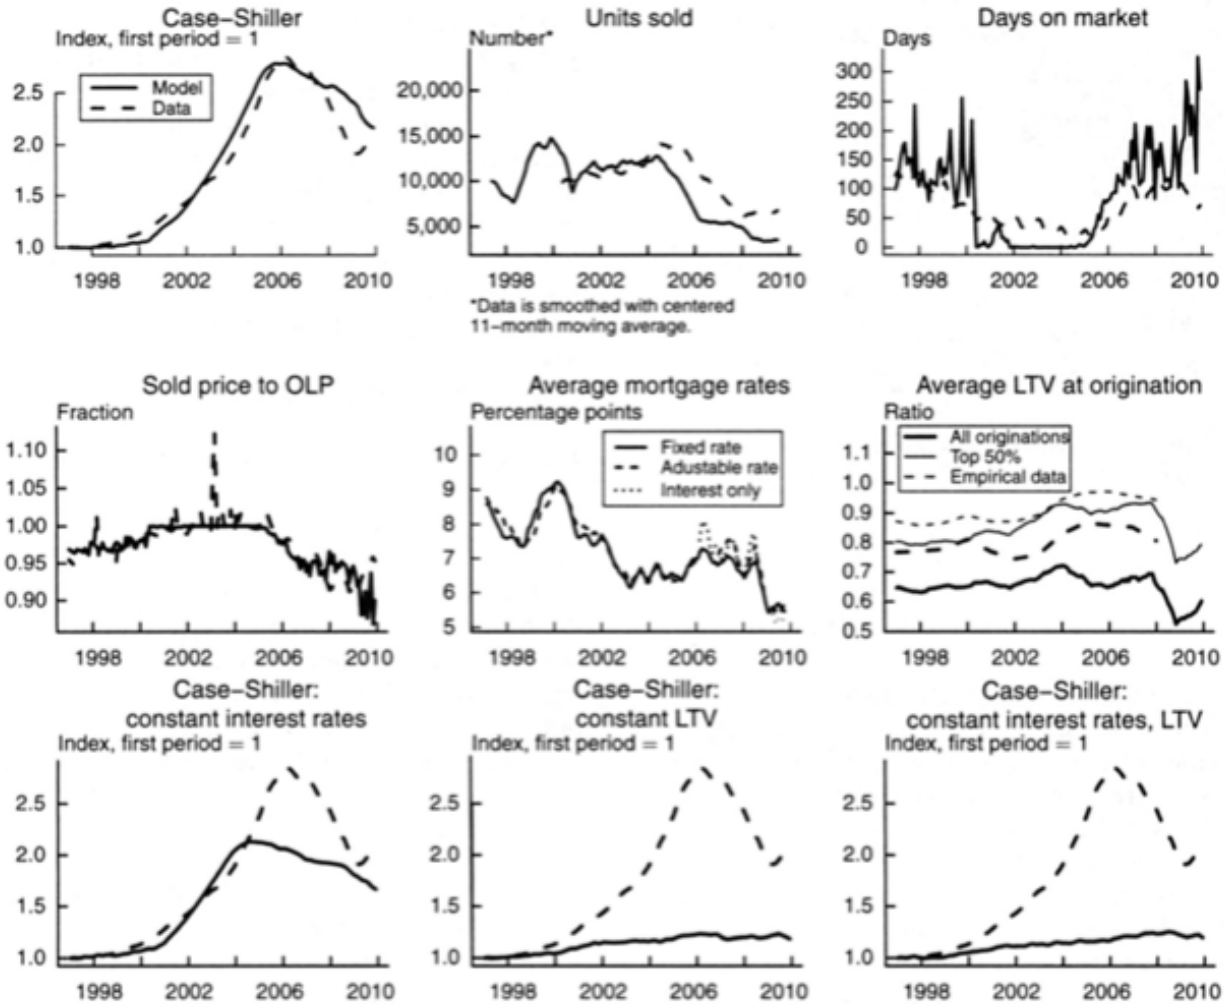 Case–Shiller
Index, first period = 1
2.5
2.0
1.5
1.0
Model
Data
1998 2002 2006 2010
Units sold
Number*
20,000
15,000
10,000
5,000
1998 2002 2006 2010
*Data is smoothed with centered
11–month moving average.
Days on market
Days
300
250
200
150
100
50
0
1998 2002 2006 2010
Sold price to OLP
Fraction
1.10
1.05
1.00
0.95
0.90
1998 2002 2006 2010
Average mortgage rates
Percentage points
10
9
8
7
6
5
Fixed rate
Adustable rate
Interest only
1998 2002 2006 2010
Average LTV at origination
Ratio
1.1
1.0
0.9
0.8
0.7
0.6
0.5
All originations
Top 50%
Empirical data
1998 2002 2006 2010
Case–Shiller:
constant interest rates
Index, first period = 1
2.5
2.0
1.5
1.0
1998 2002 2006 2010
Case–Shiller:
constant LTV
Index, first period = 1
2.5
2.0
1.5
1.0
1998 2002 2006 2010
Case–Shiller:
constant interest rates, LTV
Index, first period = 1
2.5
2.0
1.5
1.0
1998 2002 2006 2010